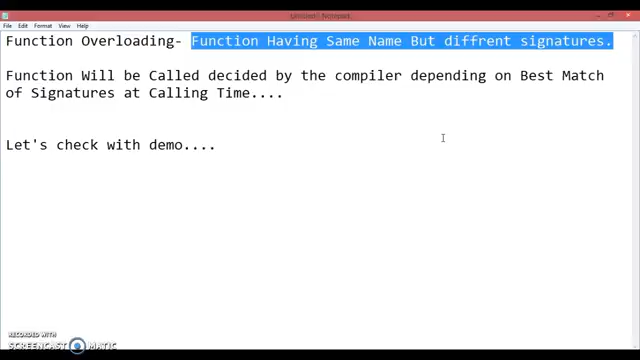 Untitled - Notepad
File Edit Format View Help
Function Overloading- Function Having Same Name But diffrent signatures.
Function Will be Called decided by the compiler depending on Best Match
of Signatures at Calling Time....
Let's check with demo....
RECORDED WITH
SCREENCAST MATIC